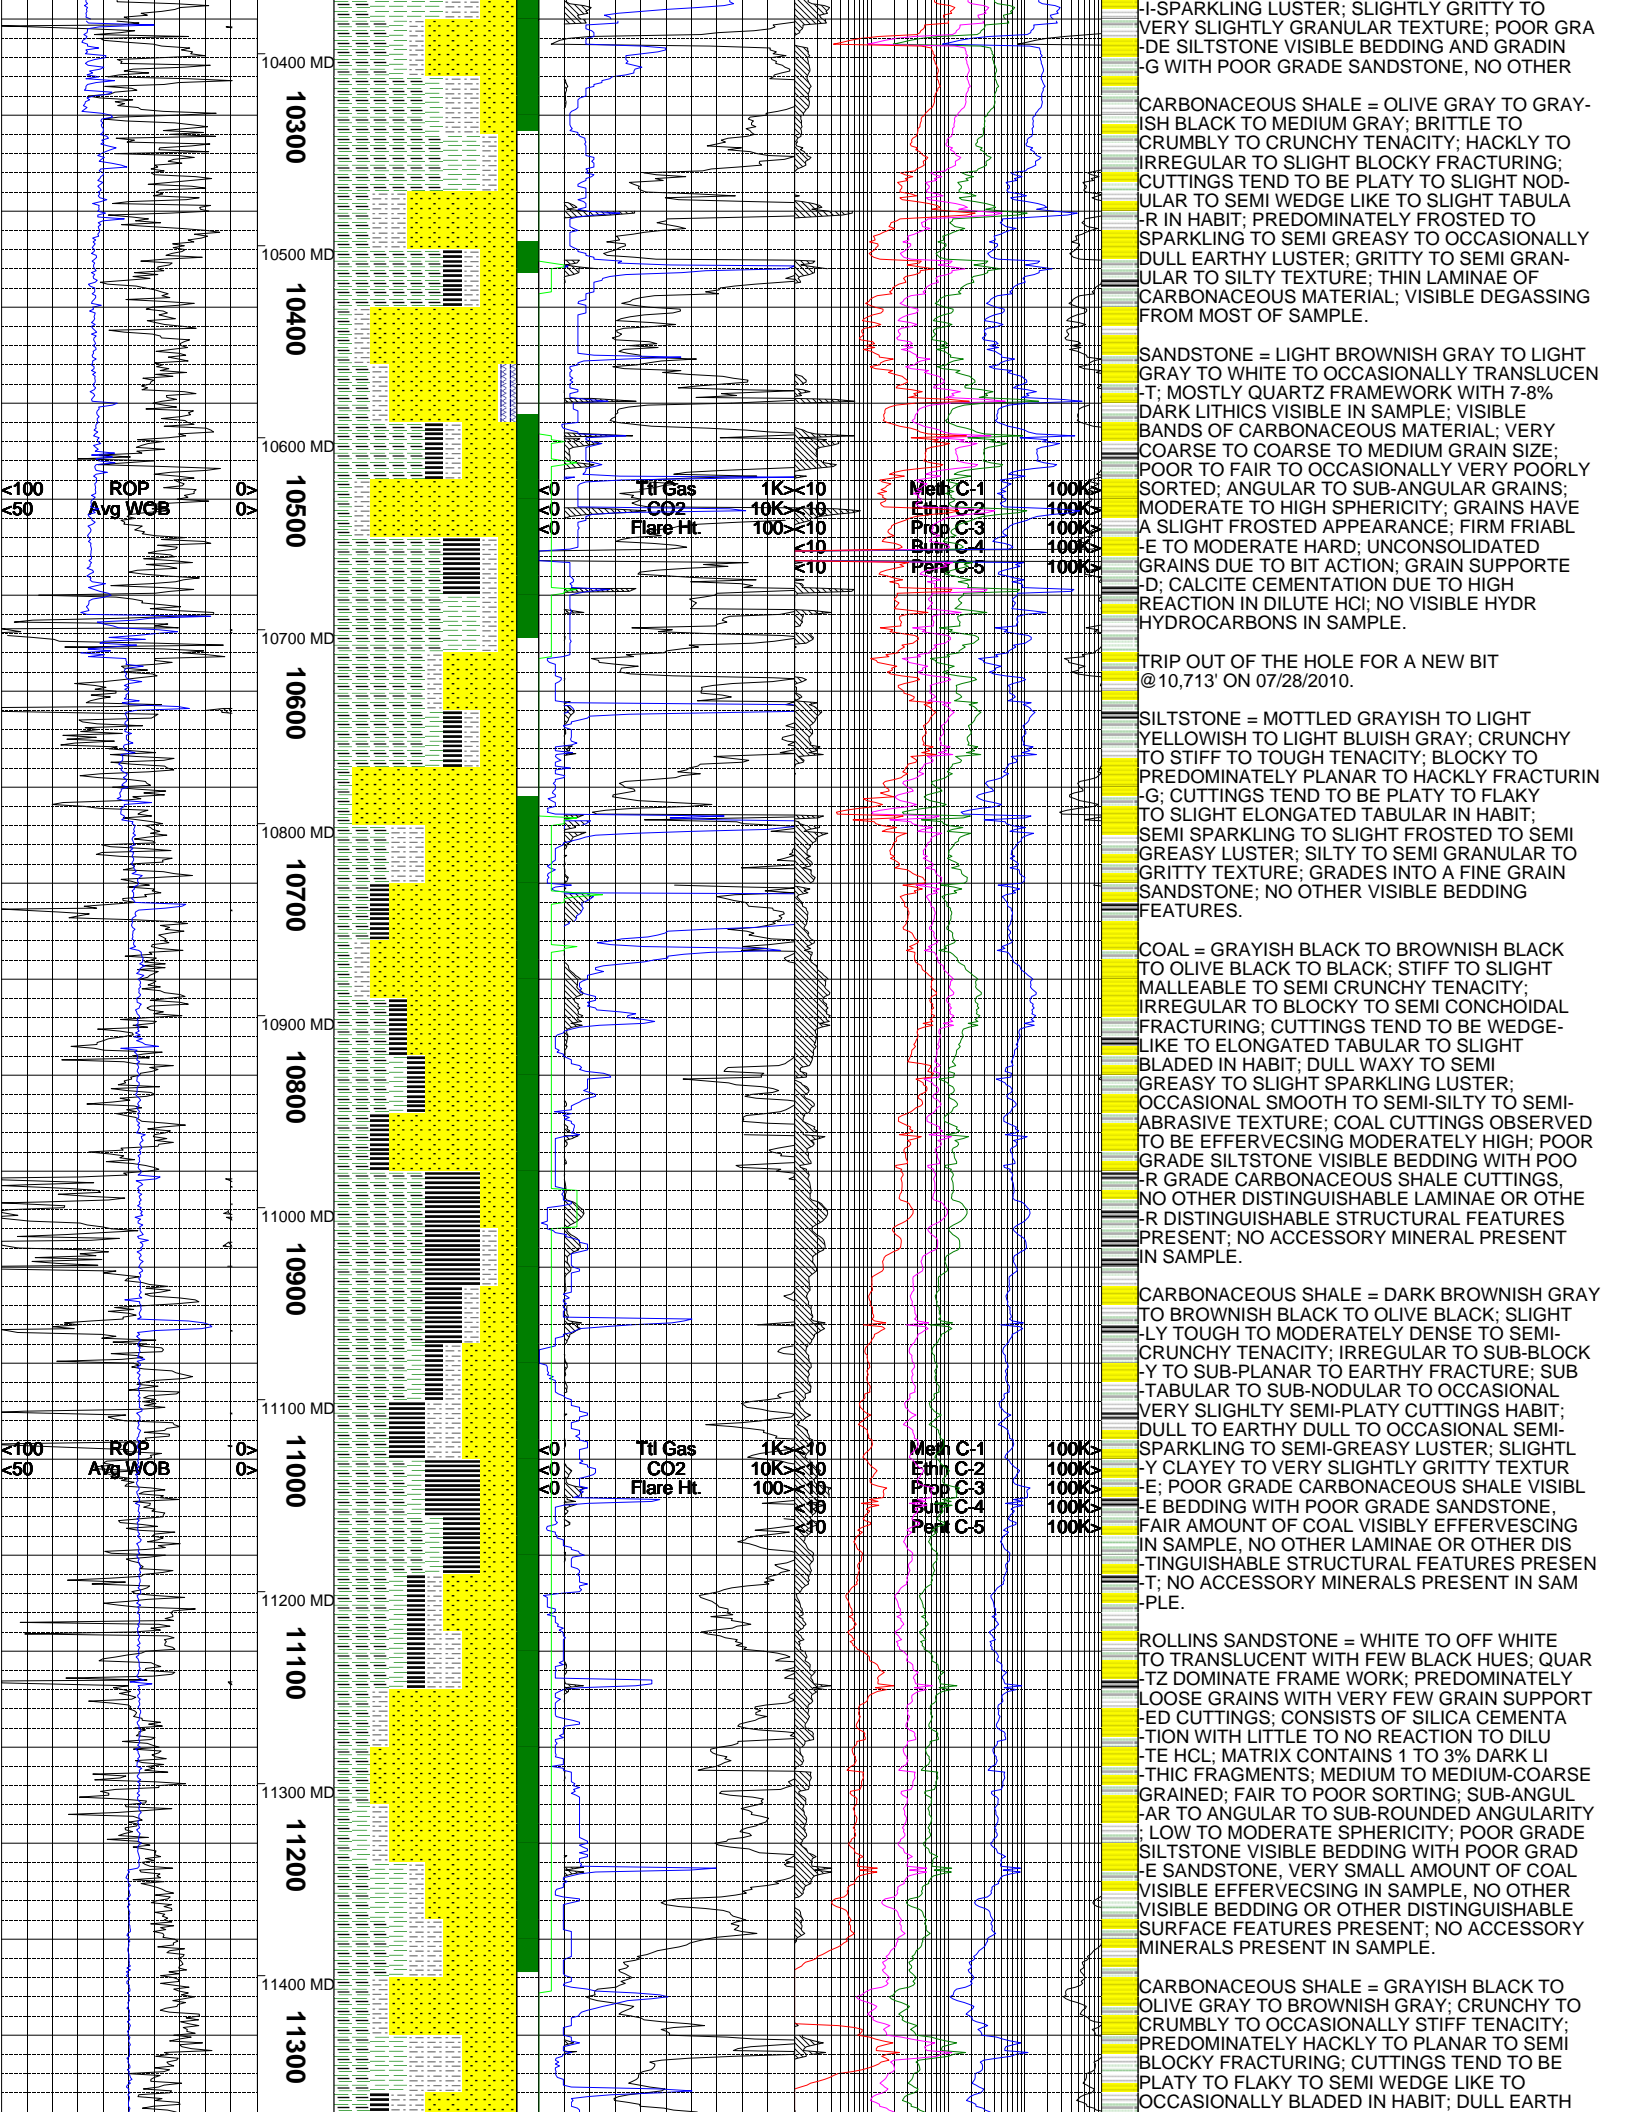 -I-SPARKLING LUSTER; SLIGHTLY GRITTY TO
VERY SLIGHTLY GRANULAR TEXTURE; POOR GRA
-DE SILTSTONE VISIBLE BEDDING AND GRADIN
-G WITH POOR GRADE SANDSTONE, NO OTHER
CARBONACEOUS SHALE = OLIVE GRAY TO GRAY-
ISH BLACK TO MEDIUM GRAY; BRITTLE TO
CRUMBLY TO CRUNCHY TENACITY; HACKLY TO
IRREGULAR TO SLIGHT BLOCKY FRACTURING;
CUTTINGS TEND TO BE PLATY TO SLIGHT NOD-
ULAR TO SEMI WEDGE LIKE TO SLIGHT TABULA
-R IN HABIT; PREDOMINATELY FROSTED TO
SPARKLING TO SEMI GREASY TO OCCASIONALLY
DULL EARTHY LUSTER; GRITTY TO SEMI GRAN-
ULAR TO SILTY TEXTURE; THIN LAMINAE OF
CARBONACEOUS MATERIAL; VISIBLE DEGASSING
FROM MOST OF SAMPLE.
SANDSTONE = LIGHT BROWNISH GRAY TO LIGHT
GRAY TO WHITE TO OCCASIONALLY TRANSLUCEN
-T; MOSTLY QUARTZ FRAMEWORK WITH 7-8%
DARK LITHICS VISIBLE IN SAMPLE; VISIBLE
BANDS OF CARBONACEOUS MATERIAL; VERY
COARSE TO COARSE TO MEDIUM GRAIN SIZE;
POOR TO FAIR TO OCCASIONALLY VERY POORLY
SORTED; ANGULAR TO SUB-ANGULAR GRAINS;
MODERATE TO HIGH SPHERICITY; GRAINS HAVE
A SLIGHT FROSTED APPEARANCE; FIRM FRIABL
-E TO MODERATE HARD; UNCONSOLIDATED
GRAINS DUE TO BIT ACTION; GRAIN SUPPORTE
-D; CALCITE CEMENTATION DUE TO HIGH
REACTION IN DILUTE HCl; NO VISIBLE HYDR
HYDROCARBONS IN SAMPLE.
TRIP OUT OF THE HOLE FOR A NEW BIT
@10,713' ON 07/28/2010.
SILTSTONE = MOTTLED GRAYISH TO LIGHT
YELLOWISH TO LIGHT BLUISH GRAY; CRUNCHY
TO STIFF TO TOUGH TENACITY; BLOCKY TO
PREDOMINATELY PLANAR TO HACKLY FRACTURIN
-G; CUTTINGS TEND TO BE PLATY TO FLAKY
TO SLIGHT ELONGATED TABULAR IN HABIT;
SEMI SPARKLING TO SLIGHT FROSTED TO SEMI
GREASY LUSTER; SILTY TO SEMI GRANULAR TO
GRITTY TEXTURE; GRADES INTO A FINE GRAIN
SANDSTONE; NO OTHER VISIBLE BEDDING
FEATURES.
COAL = GRAYISH BLACK TO BROWNISH BLACK
TO OLIVE BLACK TO BLACK; STIFF TO SLIGHT
MALLEABLE TO SEMI CRUNCHY TENACITY;
IRREGULAR TO BLOCKY TO SEMI CONCHOIDAL
FRACTURING; CUTTINGS TEND TO BE WEDGE-
LIKE TO ELONGATED TABULAR TO SLIGHT
BLADED IN HABIT; DULL WAXY TO SEMI
GREASY TO SLIGHT SPARKLING LUSTER;
OCCASIONAL SMOOTH TO SEMI-SILTY TO SEMI-
ABRASIVE TEXTURE; COAL CUTTINGS OBSERVED
TO BE EFFERVECSING MODERATELY HIGH; POOR
GRADE SILTSTONE VISIBLE BEDDING WITH POO
-R GRADE CARBONACEOUS SHALE CUTTINGS,
NO OTHER DISTINGUISHABLE LAMINAE OR OTHE
-R DISTINGUISHABLE STRUCTURAL FEATURES
PRESENT; NO ACCESSORY MINERAL PRESENT
IN SAMPLE.
CARBONACEOUS SHALE = DARK BROWNISH GRAY
TO BROWNISH BLACK TO OLIVE BLACK; SLIGHT
-LY TOUGH TO MODERATELY DENSE TO SEMI-
CRUNCHY TENACITY; IRREGULAR TO SUB-BLOCK
-Y TO SUB-PLANAR TO EARTHY FRACTURE; SUB
-TABULAR TO SUB-NODULAR TO OCCASIONAL
VERY SLIGHLTY SEMI-PLATY CUTTINGS HABIT;
DULL TO EARTHY DULL TO OCCASIONAL SEMI-
SPARKLING TO SEMI-GREASY LUSTER; SLIGHTL
-Y CLAYEY TO VERY SLIGHTLY GRITTY TEXTUR
-E; POOR GRADE CARBONACEOUS SHALE VISIBL
-E BEDDING WITH POOR GRADE SANDSTONE,
FAIR AMOUNT OF COAL VISIBLY EFFERVESCING
IN SAMPLE, NO OTHER LAMINAE OR OTHER DIS
-TINGUISHABLE STRUCTURAL FEATURES PRESEN
-T; NO ACCESSORY MINERALS PRESENT IN SAM
-PLE.
ROLLINS SANDSTONE = WHITE TO OFF WHITE
TO TRANSLUCENT WITH FEW BLACK HUES; QUAR
-TZ DOMINATE FRAME WORK; PREDOMINATELY
LOOSE GRAINS WITH VERY FEW GRAIN SUPPORT
-ED CUTTINGS; CONSISTS OF SILICA CEMENTA
-TION WITH LITTLE TO NO REACTION TO DILU
-TE HCL; MATRIX CONTAINS 1 TO 3% DARK LI
-THIC FRAGMENTS; MEDIUM TO MEDIUM-COARSE
GRAINED; FAIR TO POOR SORTING; SUB-ANGUL
-AR TO ANGULAR TO SUB-ROUNDED ANGULARITY
; LOW TO MODERATE SPHERICITY; POOR GRADE
SILTSTONE VISIBLE BEDDING WITH POOR GRAD
-E SANDSTONE, VERY SMALL AMOUNT OF COAL
VISIBLE EFFERVECSING IN SAMPLE, NO OTHER
VISIBLE BEDDING OR OTHER DISTINGUISHABLE
SURFACE FEATURES PRESENT; NO ACCESSORY
MINERALS PRESENT IN SAMPLE.
CARBONACEOUS SHALE = GRAYISH BLACK TO
OLIVE GRAY TO BROWNISH GRAY; CRUNCHY TO
CRUMBLY TO OCCASIONALLY STIFF TENACITY;
PREDOMINATELY HACKLY TO PLANAR TO SEMI
BLOCKY FRACTURING; CUTTINGS TEND TO BE
PLATY TO FLAKY TO SEMI WEDGE LIKE TO
OCCASIONALLY BLADED IN HABIT; DULL EARTH
10400 MD
10300
10500 MD
10400
10600 MD
<100 ROP 0>
<50 Avg WOB 0>
10500
<0 Ttl Gas 1K>
<0 CO2 10K>
<0 Flare Ht. 100>
<10 Meth C-1 100K>
<10 Ethn C-2 100K>
<10 Prop C-3 100K>
<10 Butn C-4 100K>
<10 Pent C-5 100K>
10700 MD
10600
10800 MD
10700
10900 MD
10800
11000 MD
10900
11100 MD
<100 ROP 0>
<50 Avg WOB 0>
11000
<0 Ttl Gas 1K>
<0 CO2 10K>
<0 Flare Ht. 100>
<10 Meth C-1 100K>
<10 Ethn C-2 100K>
<10 Prop C-3 100K>
<10 Butn C-4 100K>
<10 Pent C-5 100K>
11200 MD
11100
11300 MD
11200
11400 MD
11300